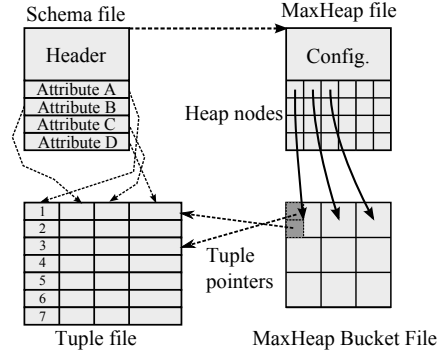 Schema file
MaxHeap file
Header
Config.
Attribute A
Attribute B
Attribute C
Attribute D
Heap nodes
1
2
3
4
5
6
7
Tuple
pointers
Tuple file
MaxHeap Bucket File